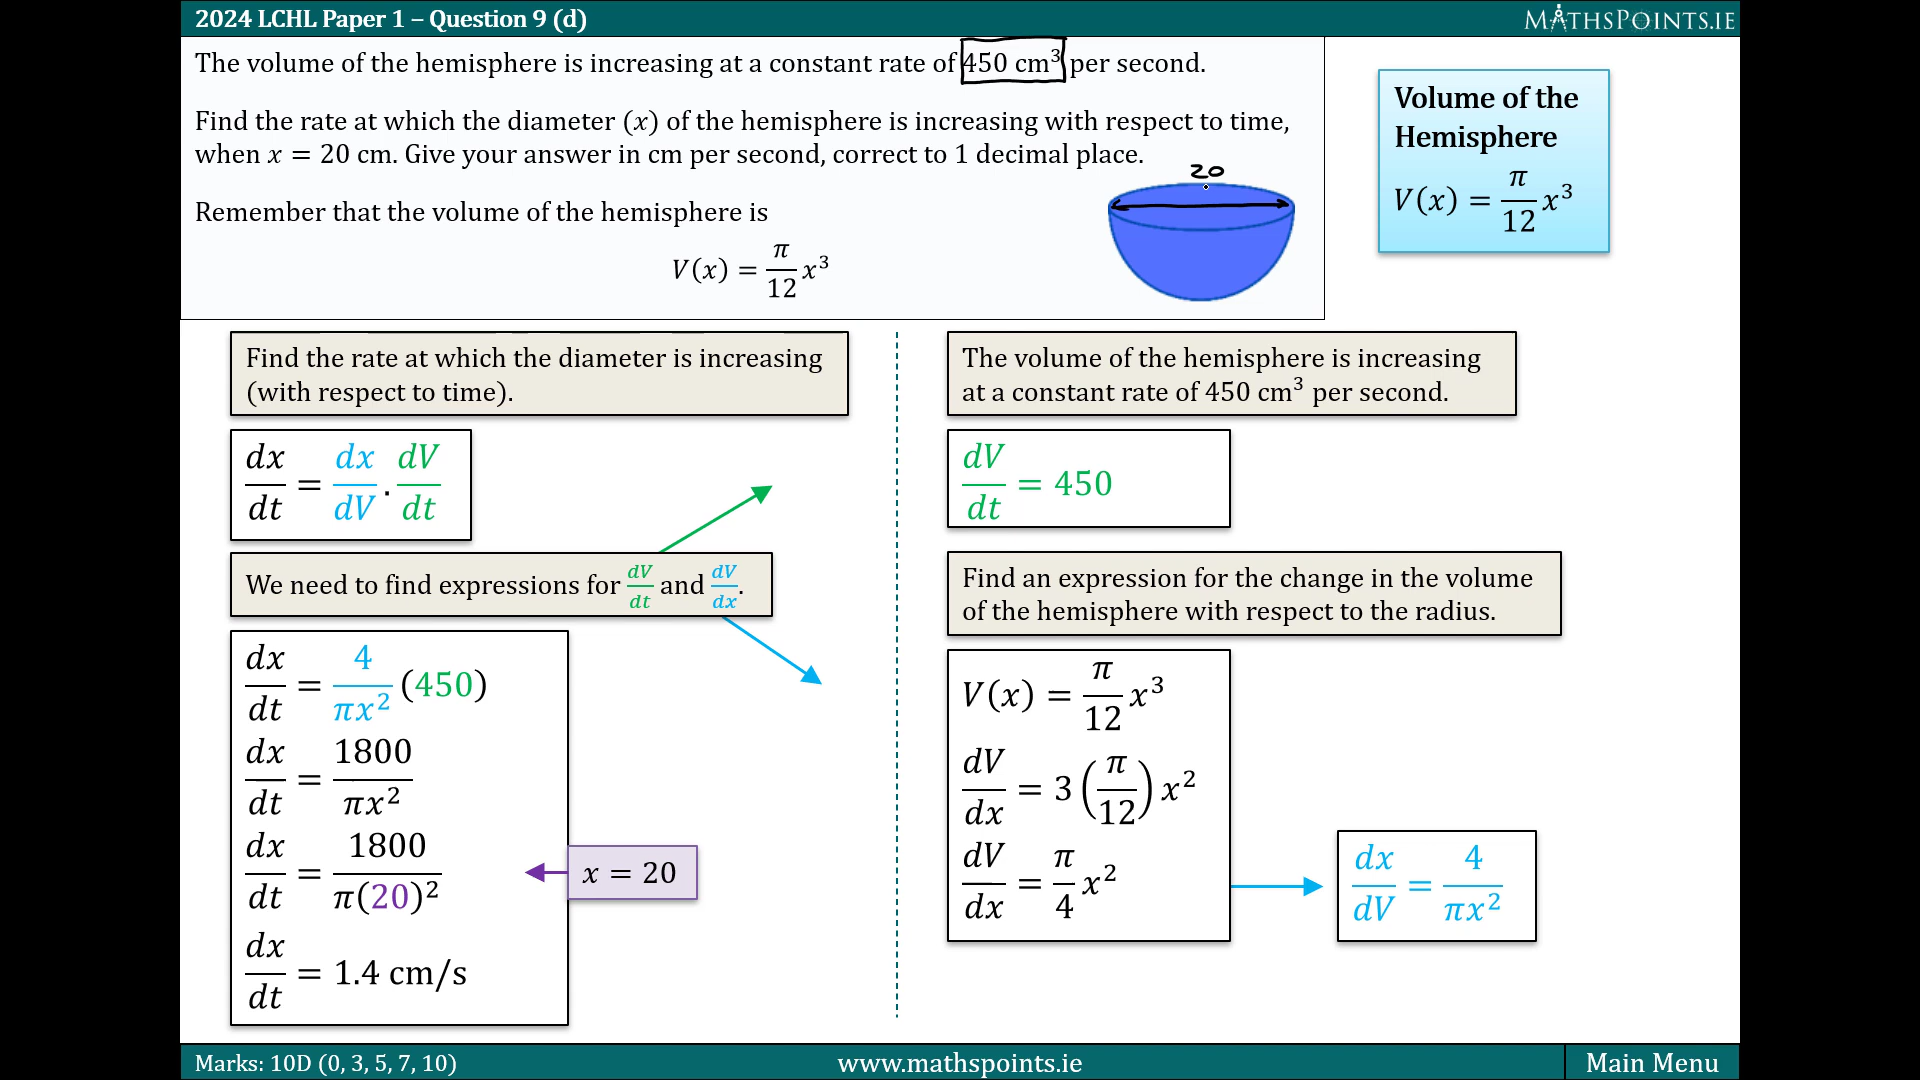 2024 LCHL Paper 1 – Question 9 (d)
MATHSPOINTS.IE
The volume of the hemisphere is increasing at a constant rate of 450 cm³ per second.
Find the rate at which the diameter (x) of the hemisphere is increasing with respect to time,
when x = 20 cm. Give your answer in cm per second, correct to 1 decimal place.
20
Remember that the volume of the hemisphere is
V(x) = π/12 x³
Volume of the
Hemisphere
V(x) = π/12 x³
Find the rate at which the diameter is increasing
(with respect to time).
dx/dt = dx/dV . dV/dt
We need to find expressions for dV/dt and dV/dx.
dx/dt = 4/πx² (450)
dx/dt = 1800/πx²
dx/dt = 1800/π(20)²
x = 20
dx/dt = 1.4 cm/s
The volume of the hemisphere is increasing
at a constant rate of 450 cm³ per second.
dV/dt = 450
Find an expression for the change in the volume
of the hemisphere with respect to the radius.
V(x) = π/12 x³
dV/dx = 3 (π/12) x²
dV/dx = π/4 x²
dx/dV = 4/πx²
Marks: 10D (0, 3, 5, 7, 10)
www.mathspoints.ie
Main Menu